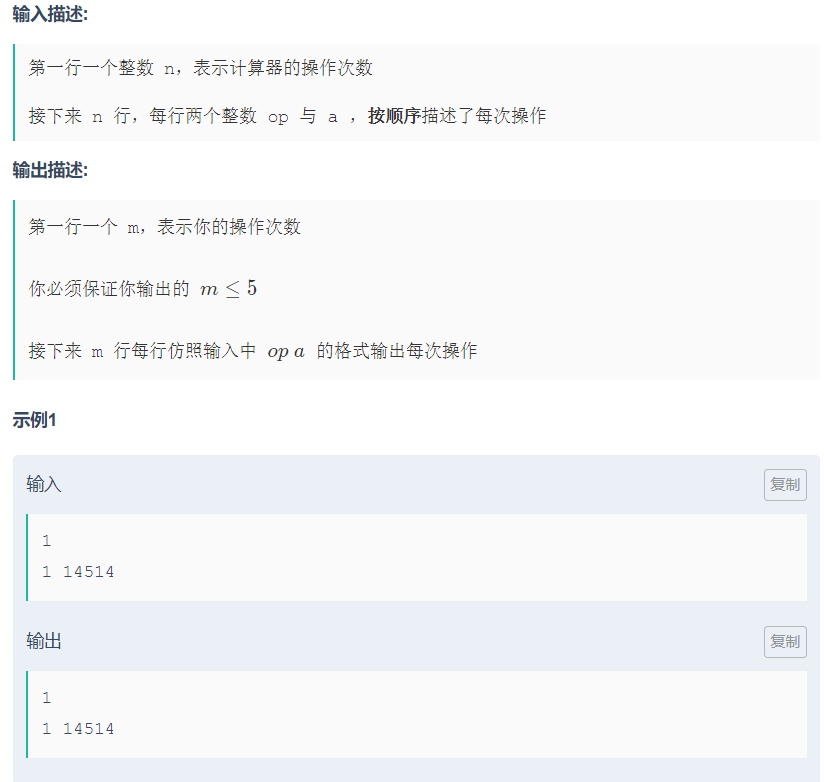 输入描述:
第一行一个整数 n，表示计算器的操作次数
接下来 n 行，每行两个整数 op 与 a ，按顺序描述了每次操作
输出描述:
第一行一个 m，表示你的操作次数
你必须保证你输出的 m ≤ 5
接下来 m 行每行仿照输入中 op a 的格式输出每次操作
示例1
输入
复制
1
1 14514
输出
复制
1
1 14514